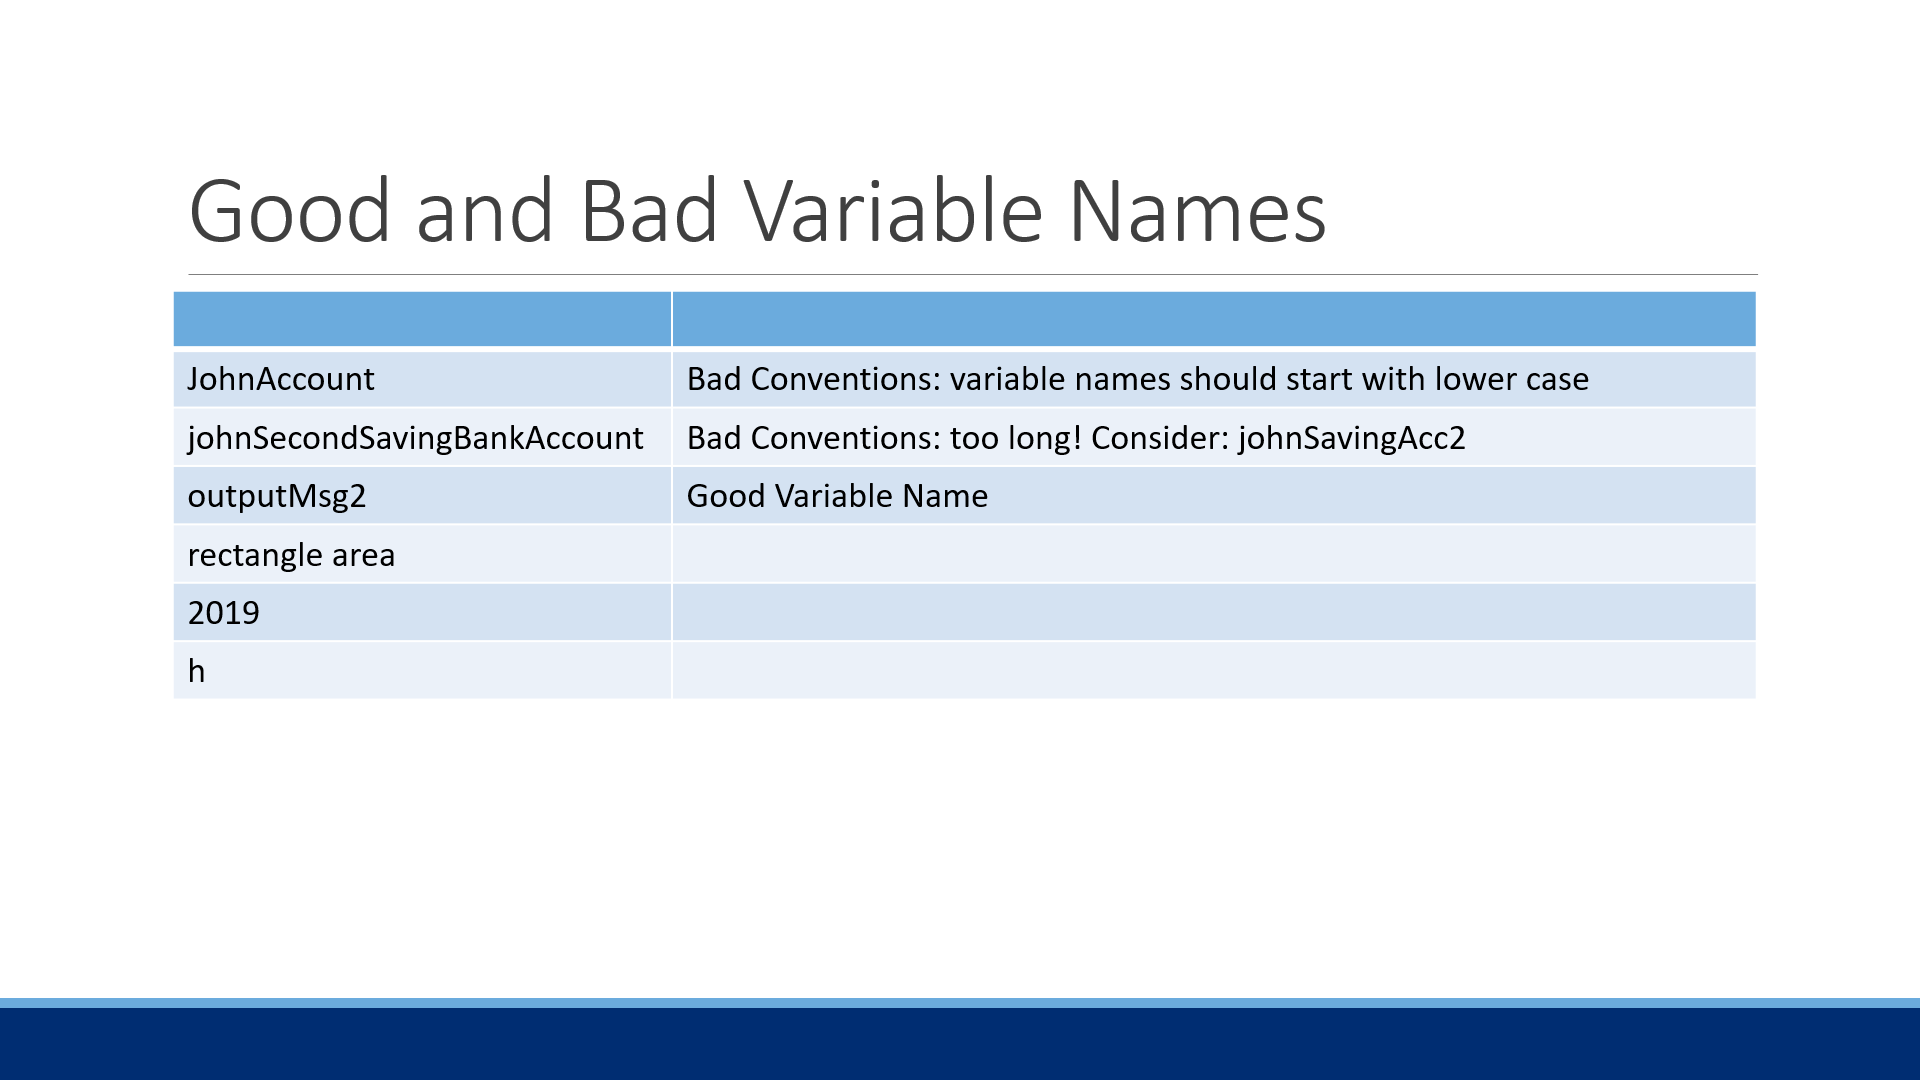 Good and Bad Variable Names
JohnAccount
Bad Conventions: variable names should start with lower case
johnSecondSavingBankAccount
Bad Conventions: too long! Consider: johnSavingAcc2
outputMsg2
Good Variable Name
rectangle area
2019
h